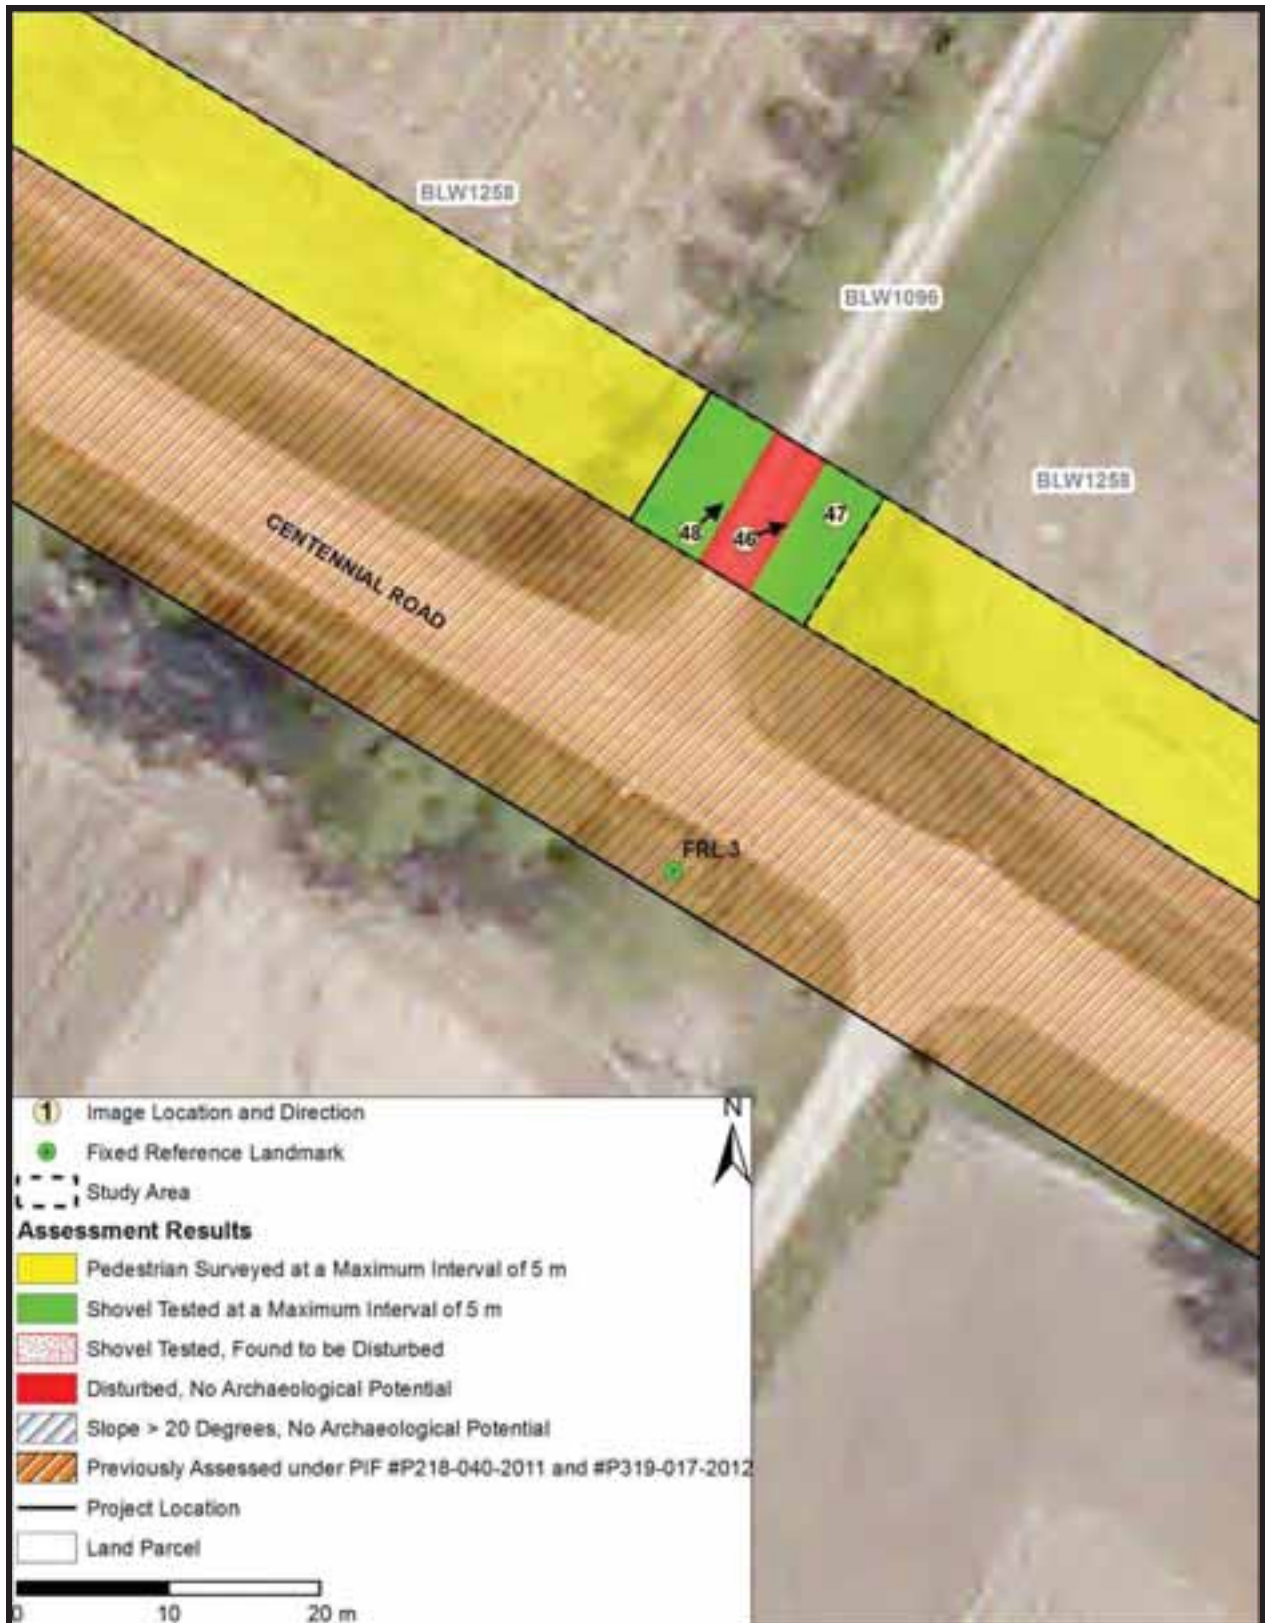 BLW1258
BLW1096
BLW1258
47
48
46
CENTENNIAL ROAD
FRL 3
N
1 Image Location and Direction
Fixed Reference Landmark
Study Area
Assessment Results
Pedestrian Surveyed at a Maximum Interval of 5 m
Shovel Tested at a Maximum Interval of 5 m
Shovel Tested, Found to be Disturbed
Disturbed, No Archaeological Potential
Slope > 20 Degrees, No Archaeological Potential
Previously Assessed under PIF #P218-040-2011 and #P319-017-2012
Project Location
Land Parcel
0 10 20 m